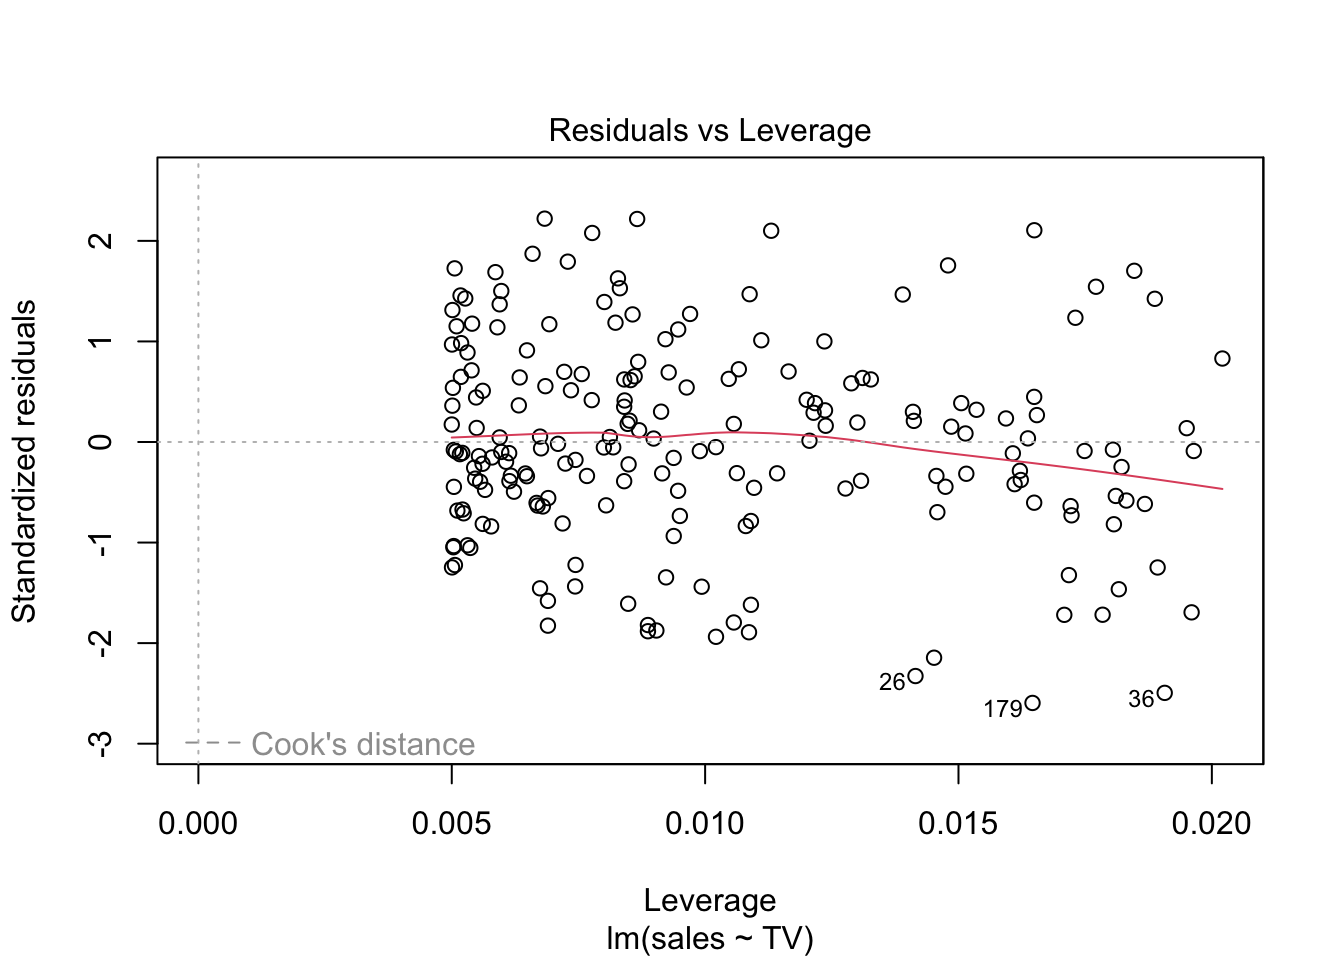 Residuals vs Leverage
Standardized residuals
2
1
0
-1
-2
-3
26
179
36
Cook's distance
0.000 0.005 0.010 0.015 0.020
Leverage
lm(sales ~ TV)